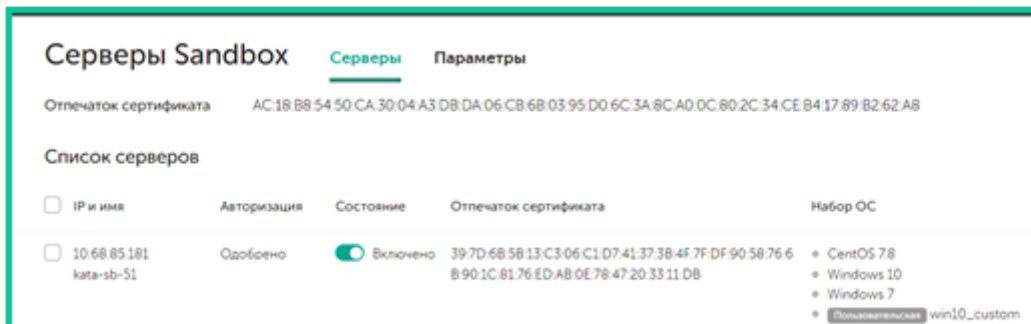 Серверы Sandbox Серверы Параметры
Отпечаток сертификата AC:18:B8:54:50:CA:30:04:A3:DB:DA:06:CB:6B:03:95:D0:6C:3A:8C:A0:0C:80:2C:34:CE:B4:17:89:B2:62:A8
Список серверов
IP и имя Авторизация Состояние Отпечаток сертификата Набор ОС
10.68.85.181 Одобрено Включено 39:7D:6B:5B:13:C3:06:C1:D7:41:37:3B:4F:7F:DF:90:58:76:6 CentOS 7.8
kata-sb-51 B:90:1C:81:76:ED:AB:0E:78:47:20:33:11:DB Windows 10
Windows 7
Пользовательская win10_custom